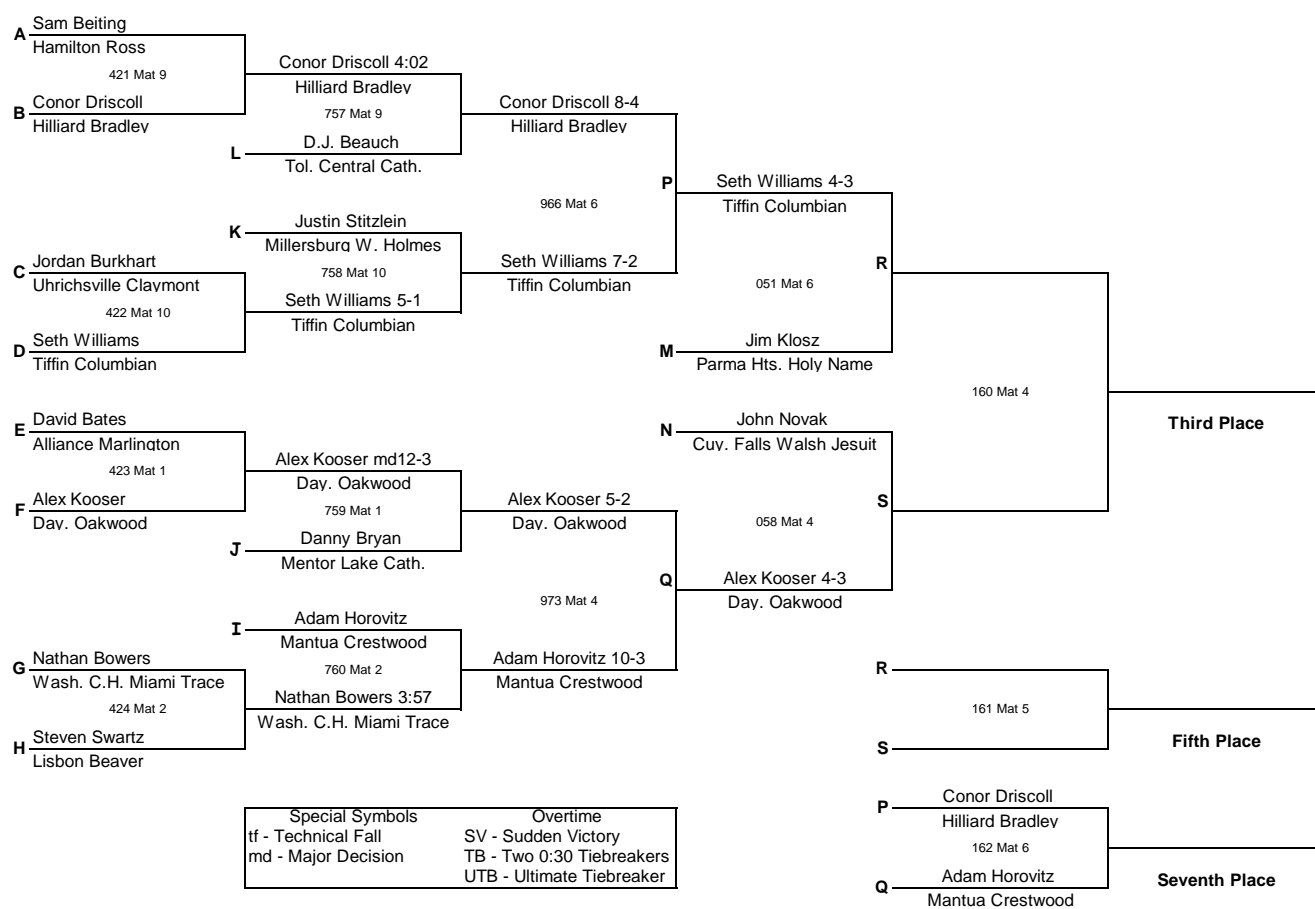 A Sam Beiting
Hamilton Ross
421 Mat 9
Conor Driscoll 4:02
Hilliard Bradley
B Conor Driscoll
Hilliard Bradley
757 Mat 9
Conor Driscoll 8-4
Hilliard Bradley
L D.J. Beauch
Tol. Central Cath.
P Seth Williams 4-3
Tiffin Columbian
966 Mat 6
K Justin Stitzlein
Millersburg W. Holmes
C Jordan Burkhart
Uhrichsville Claymont
758 Mat 10
Seth Williams 7-2
Tiffin Columbian
R
051 Mat 6
422 Mat 10
Seth Williams 5-1
Tiffin Columbian
D Seth Williams
Tiffin Columbian
M Jim Klosz
Parma Hts. Holy Name
160 Mat 4
Third Place
E David Bates
Alliance Marlington
N John Novak
Cuy. Falls Walsh Jesuit
423 Mat 1
Alex Kooser md12-3
Day. Oakwood
F Alex Kooser
Day. Oakwood
759 Mat 1
Alex Kooser 5-2
Day. Oakwood
S
058 Mat 4
J Danny Bryan
Mentor Lake Cath.
Q Alex Kooser 4-3
Day. Oakwood
973 Mat 4
I Adam Horovitz
Mantua Crestwood
G Nathan Bowers
Wash. C.H. Miami Trace
760 Mat 2
Adam Horovitz 10-3
Mantua Crestwood
R
424 Mat 2
Nathan Bowers 3:57
Wash. C.H. Miami Trace
161 Mat 5
Fifth Place
H Steven Swartz
Lisbon Beaver
S
P Conor Driscoll
Hilliard Bradley
162 Mat 6
Seventh Place
Q Adam Horovitz
Mantua Crestwood
Special Symbols Overtime
tf - Technical Fall SV - Sudden Victory
md - Major Decision TB - Two 0:30 Tiebreakers
UTB - Ultimate Tiebreaker